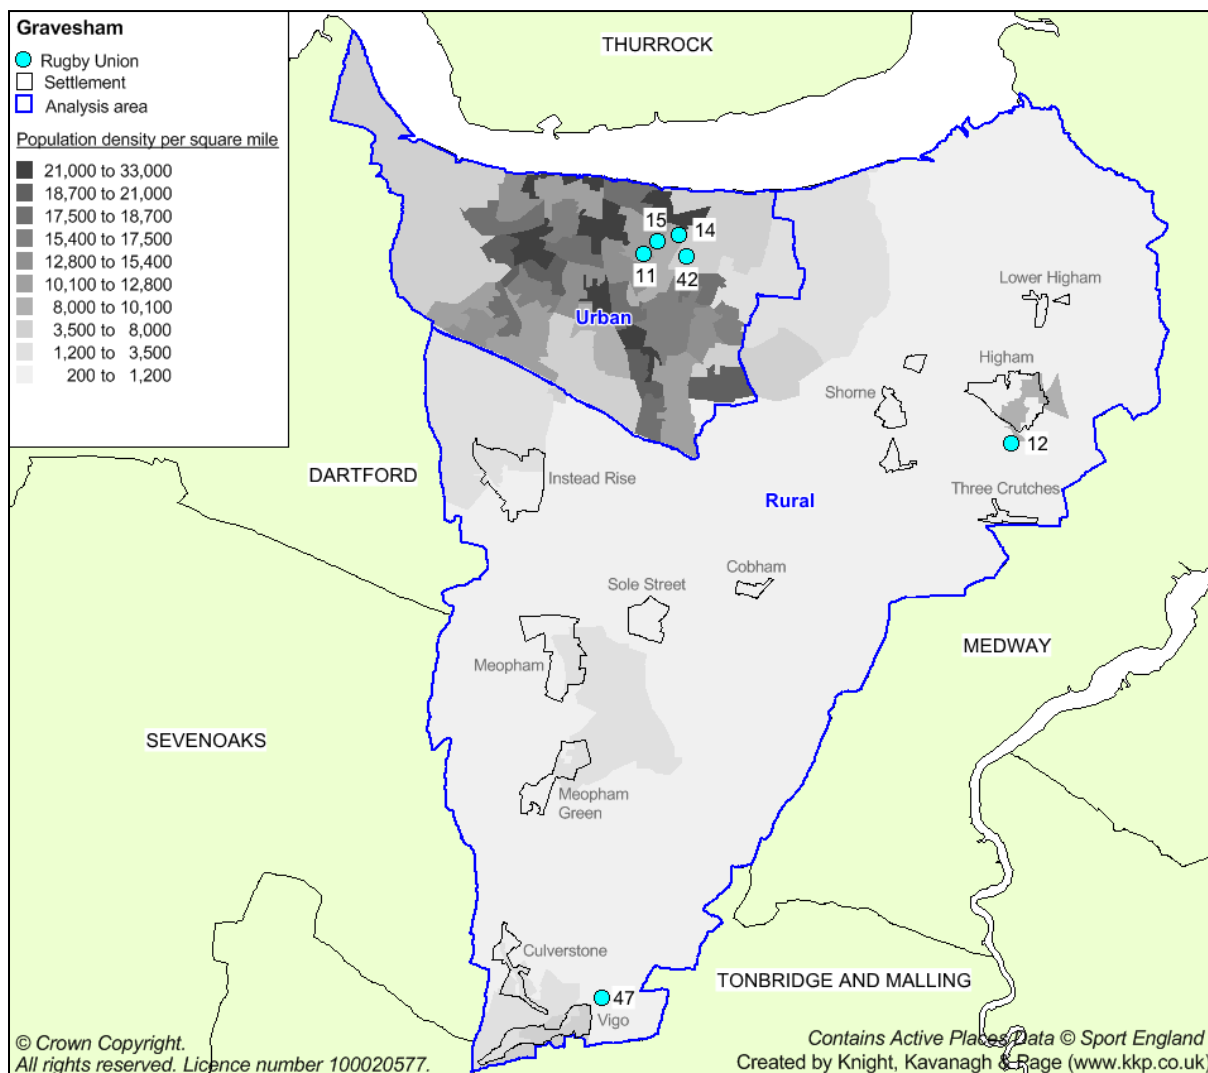 Gravesham
Rugby Union
Settlement
Analysis area
Population density per square mile
21,000 to 33,000
18,700 to 21,000
17,500 to 18,700
15,400 to 17,500
12,800 to 15,400
10,100 to 12,800
8,000 to 10,100
3,500 to 8,000
1,200 to 3,500
200 to 1,200
THURROCK
15
14
11
42
Urban
Lower Higham
Higham
Shorne
12
DARTFORD
Instead Rise
Rural
Three Crutches
Cobham
Sole Street
MEDWAY
Meopham
SEVENOAKS
Meopham
Green
Culverstone
TONBRIDGE AND MALLING
47
Vigo
© Crown Copyright.
All rights reserved. Licence number 100020577.
Contains Active Places Data © Sport England
Created by Knight, Kavanagh & Page (www.kkp.co.uk)